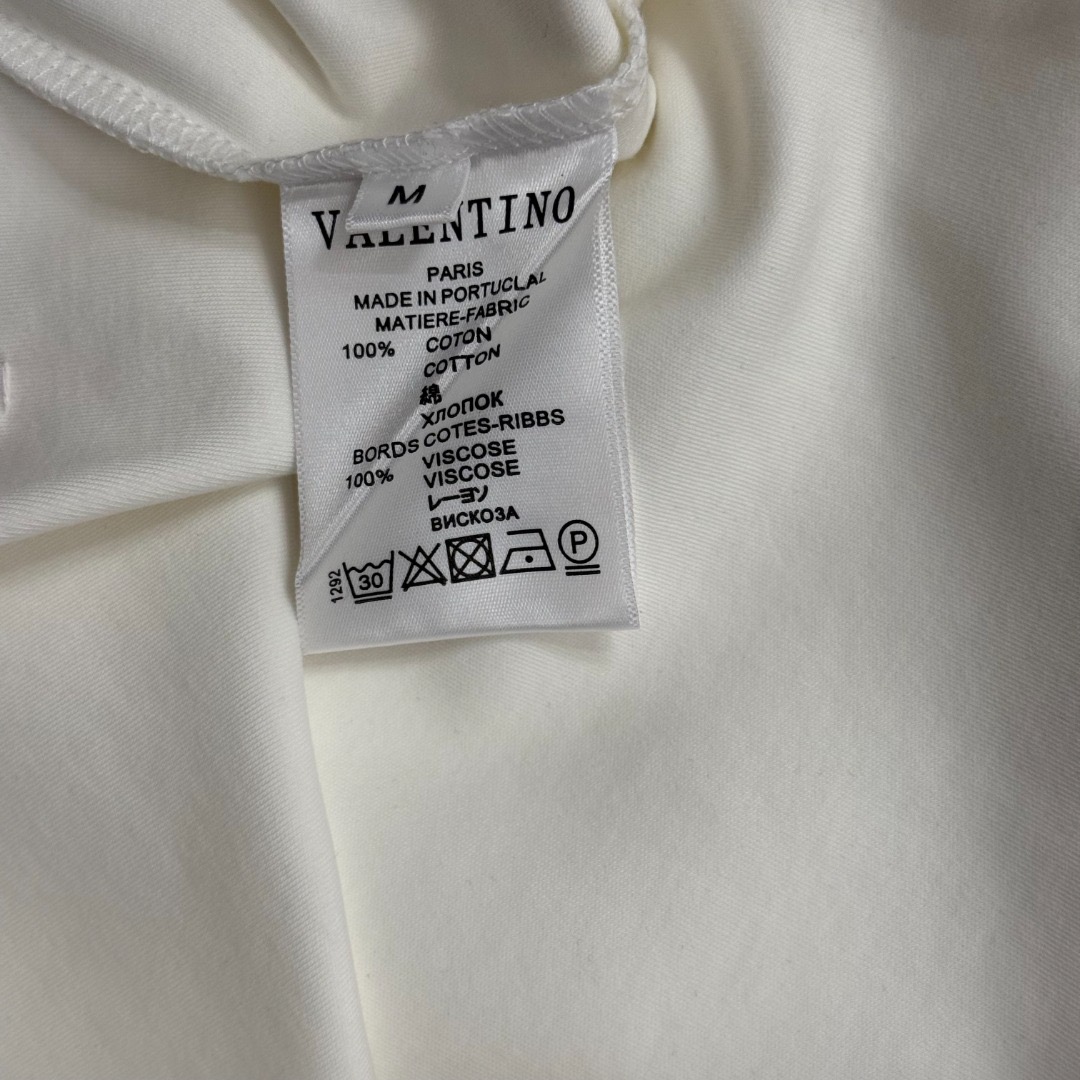 M
VALENTINO
PARIS
MADE IN PORTUCLAL
MATIERE-FABRIC
100% COTON
COTTON
綿
ХЛОПОК
BORDS COTES-RIBBS
100% VISCOSE
VISCOSE
レーヨン
ВИСКОЗА
1292
30
P